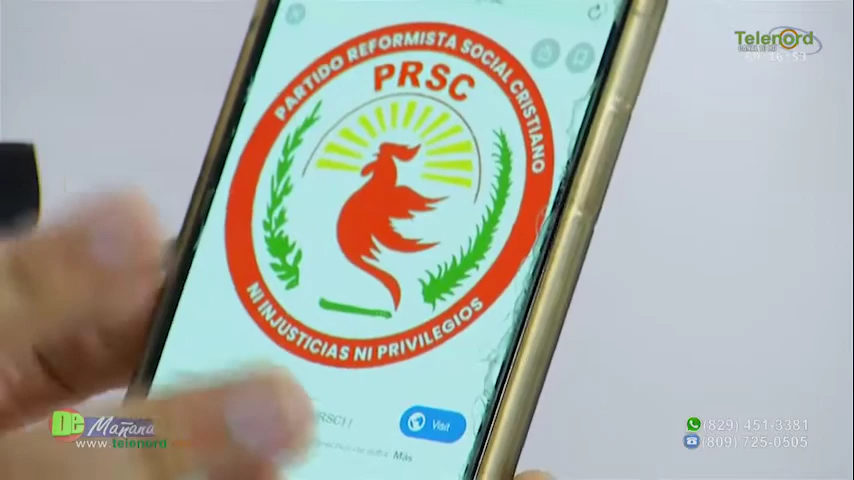 Telenord
PARTIDO REFORMISTA SOCIAL CRISTIANO
PRSC
NI INJUSTICIAS NI PRIVILEGIOS
Visit
Más
De Mañana
www.telenord
(829) 451-3381
(809) 725-0505